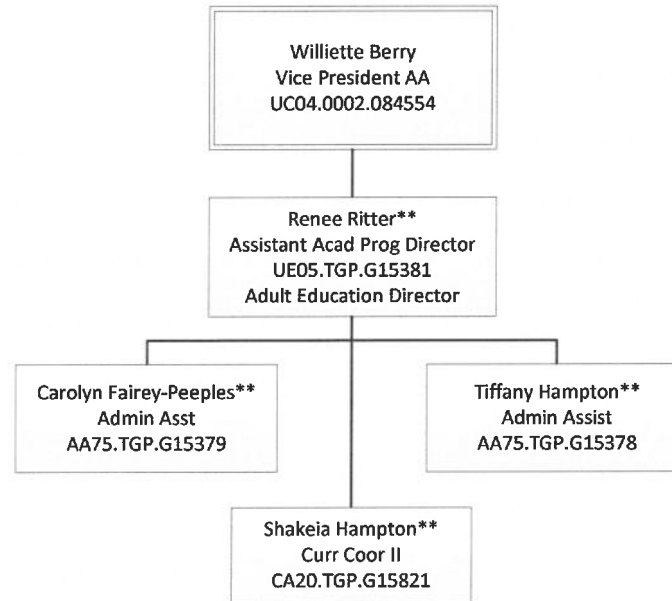 Williette Berry
Vice President AA
UC04.0002.084554
Renee Ritter**
Assistant Acad Prog Director
UE05.TGP.G15381
Adult Education Director
Carolyn Fairey-Peeples**
Admin Asst
AA75.TGP.G15379
Tiffany Hampton**
Admin Assist
AA75.TGP.G15378
Shakeia Hampton**
Curr Coor II
CA20.TGP.G15821